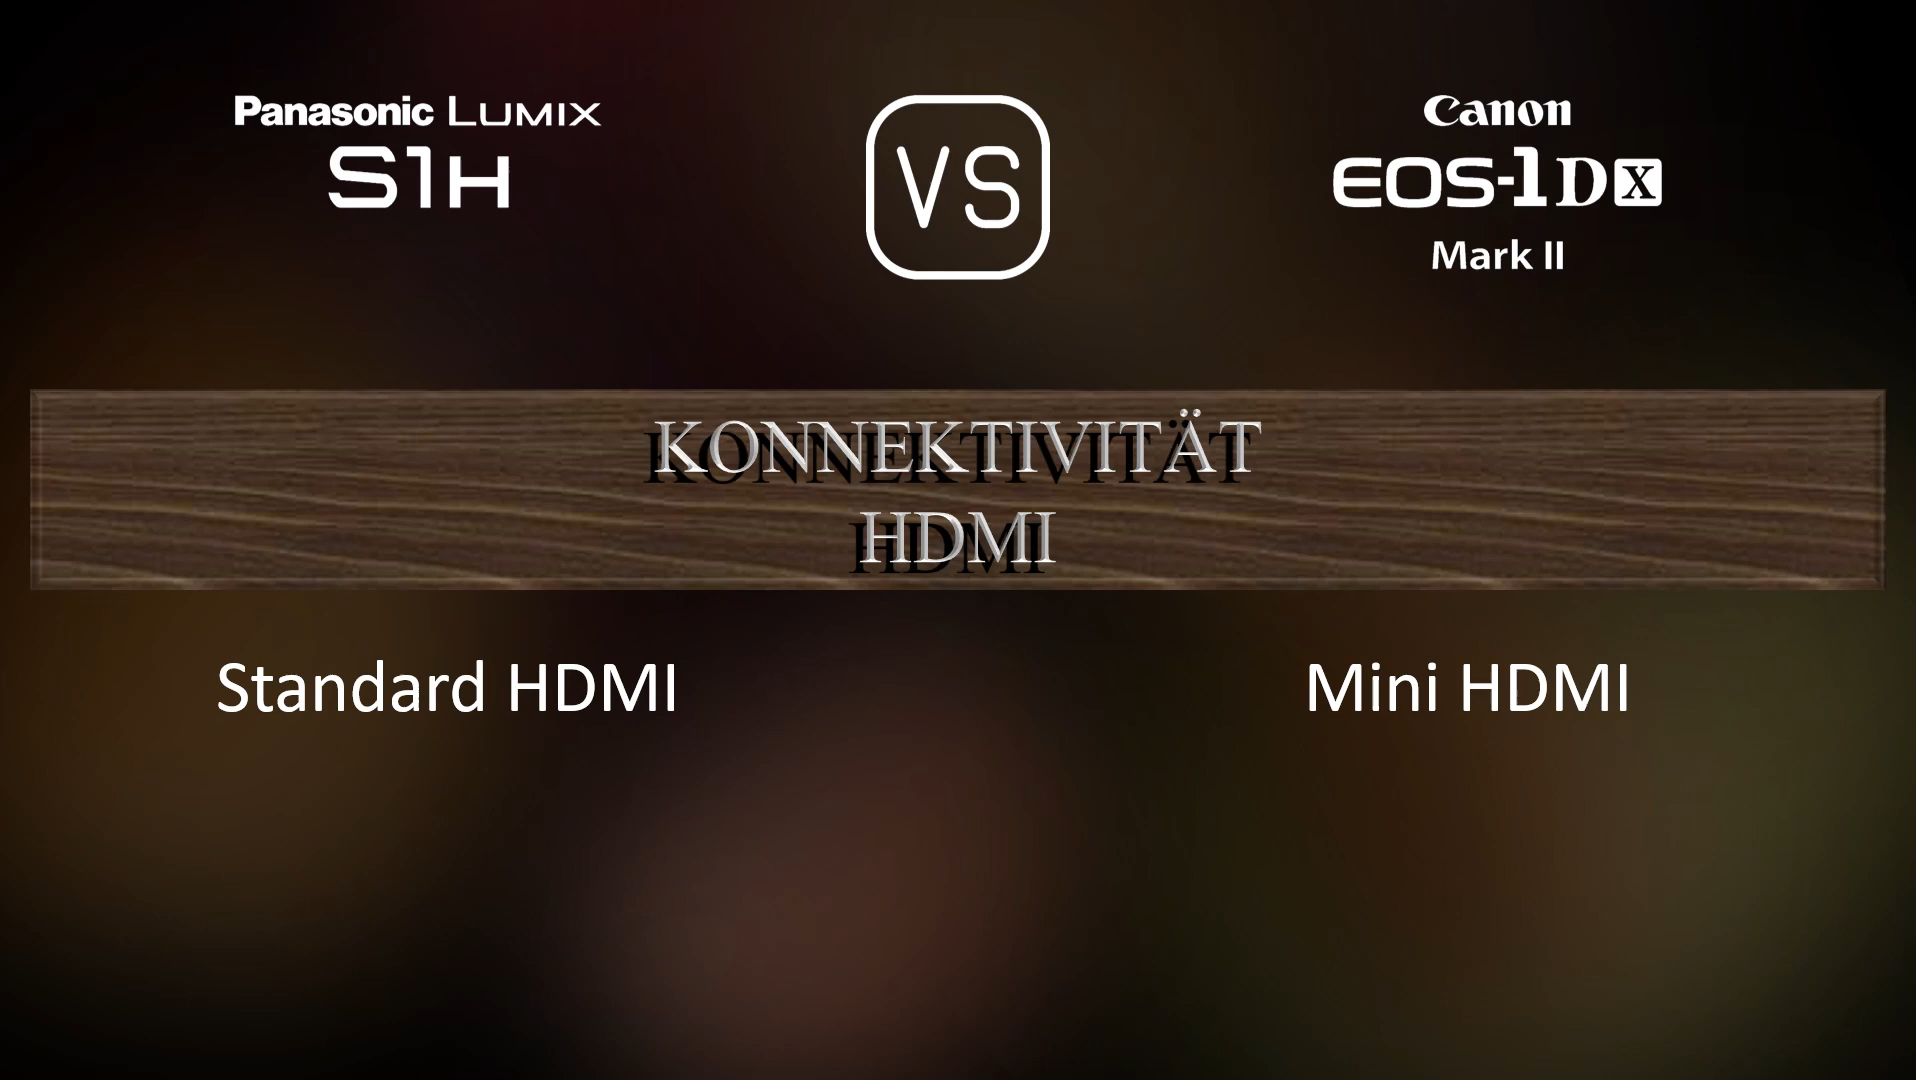 Panasonic LUMIX
S1H
VS
Canon
EOS-1D X
Mark II
KONNEKTIVITÄT
HDMI
Standard HDMI
Mini HDMI